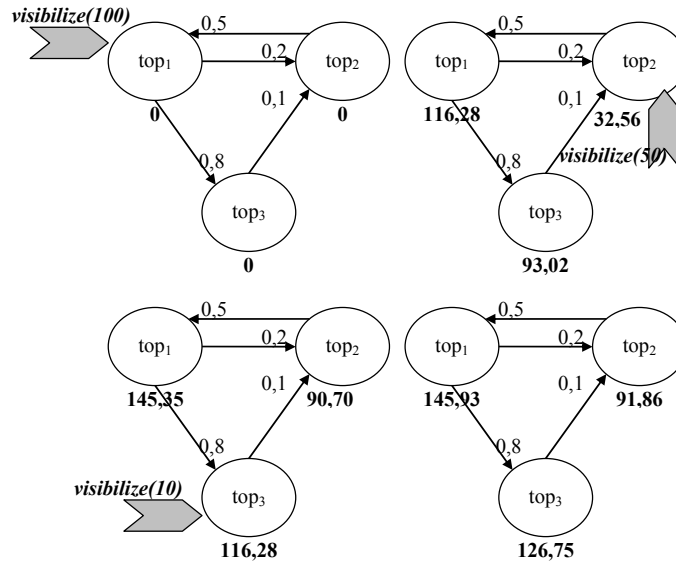 visibilize(100)
0,5
top₁
0,2
top₂
0,1
0
0
0,8
top₃
0
0,5
top₁
0,2
top₂
0,1
116,28
32,56
0,8
visibilize(50)
top₃
93,02
0,5
top₁
0,2
top₂
0,1
145,35
90,70
0,8
visibilize(10)
top₃
116,28
0,5
top₁
0,2
top₂
0,1
145,93
91,86
0,8
top₃
126,75